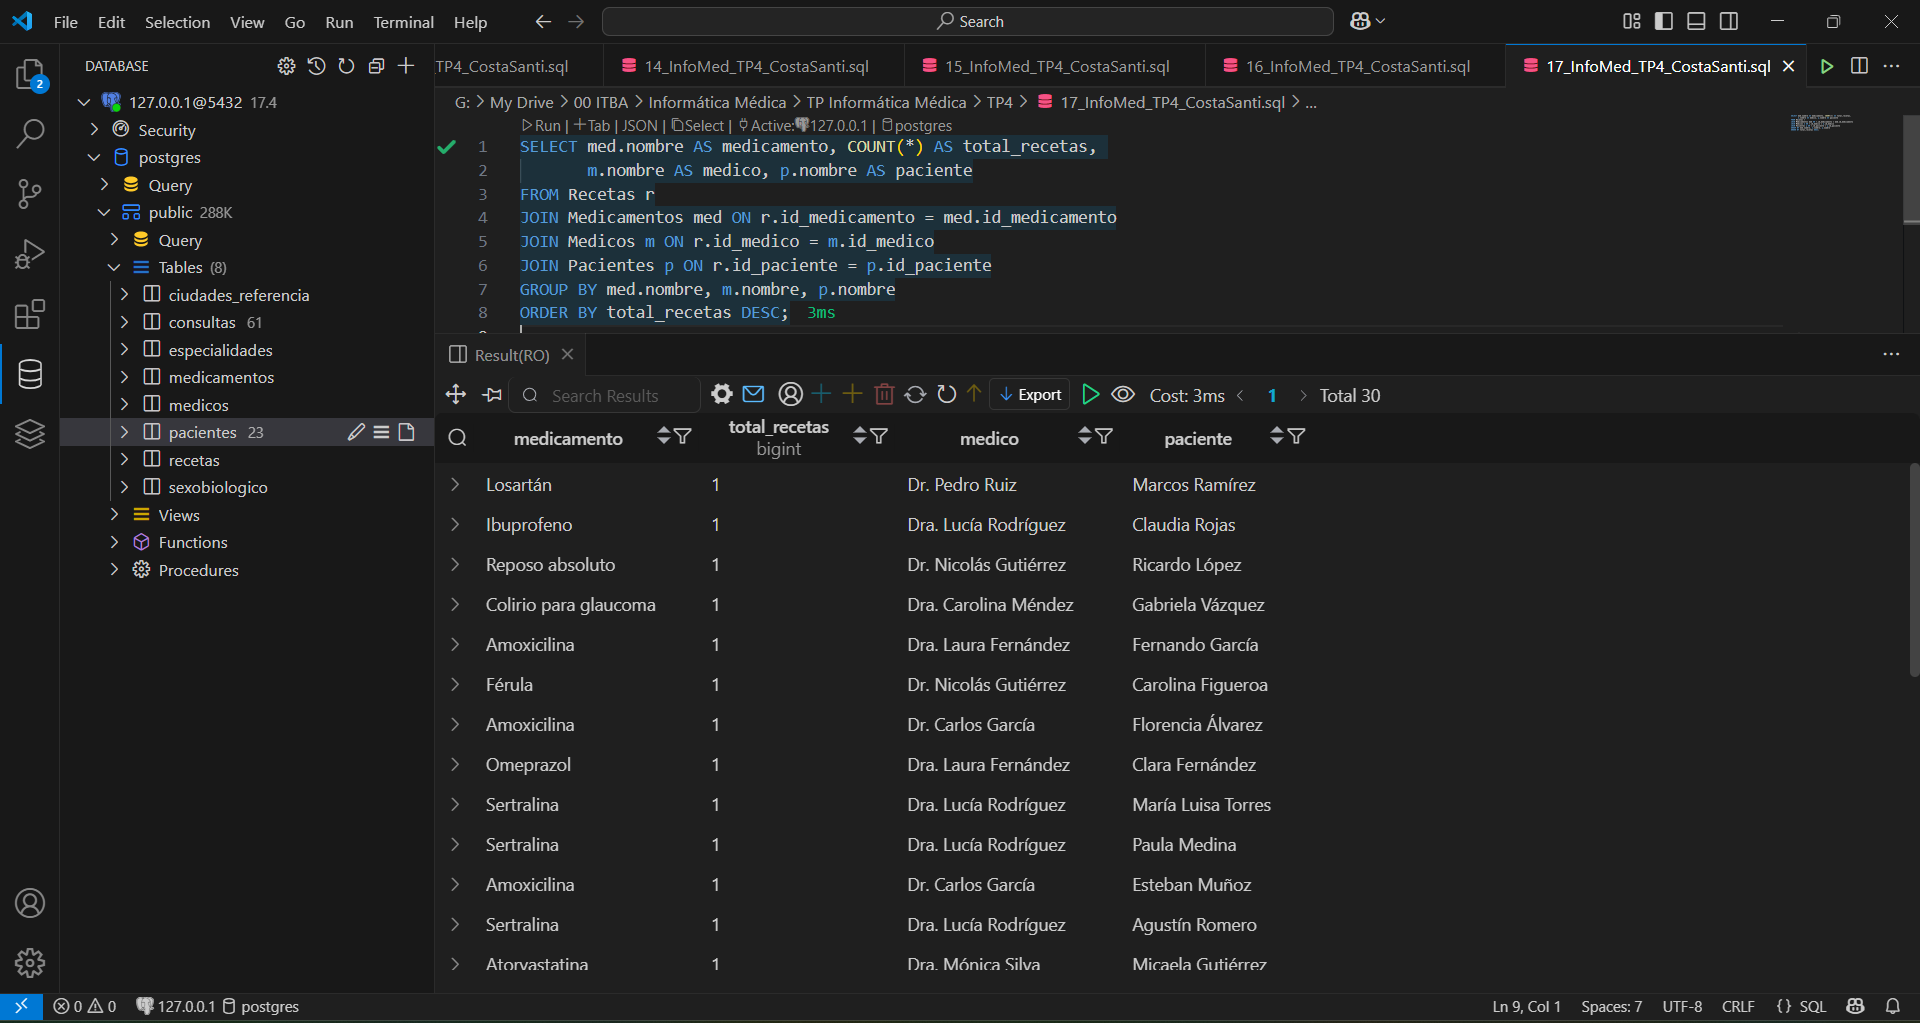 File Edit Selection View Go Run Terminal Help
Search
DATABASE
127.0.0.1@5432 17.4
Security
postgres
Query
public 288K
Query
Tables (8)
ciudades_referencia
consultas 61
especialidades
medicamentos
medicos
pacientes 23
recetas
sexobiologico
Views
Functions
Procedures
2
TP4_CostaSanti.sql
14_InfoMed_TP4_CostaSanti.sql
15_InfoMed_TP4_CostaSanti.sql
16_InfoMed_TP4_CostaSanti.sql
17_InfoMed_TP4_CostaSanti.sql
G: > My Drive > 00 ITBA > Informática Médica > TP Informática Médica > TP4 > 17_InfoMed_TP4_CostaSanti.sql > ...
Run | Tab | JSON | Select | Active: 127.0.0.1 | postgres
1 SELECT med.nombre AS medicamento, COUNT(*) AS total_recetas,
2 m.nombre AS medico, p.nombre AS paciente
3 FROM Recetas r
4 JOIN Medicamentos med ON r.id_medicamento = med.id_medicamento
5 JOIN Medicos m ON r.id_medico = m.id_medico
6 JOIN Pacientes p ON r.id_paciente = p.id_paciente
7 GROUP BY med.nombre, m.nombre, p.nombre
8 ORDER BY total_recetas DESC; 3ms
Result(RO)
Search Results Export Cost: 3ms < 1 > Total 30
medicamento total_recetas medico paciente
bigint
Losartán 1 Dr. Pedro Ruiz Marcos Ramírez
Ibuprofeno 1 Dra. Lucía Rodríguez Claudia Rojas
Reposo absoluto 1 Dr. Nicolás Gutiérrez Ricardo López
Colirio para glaucoma 1 Dra. Carolina Méndez Gabriela Vázquez
Amoxicilina 1 Dra. Laura Fernández Fernando García
Férula 1 Dr. Nicolás Gutiérrez Carolina Figueroa
Amoxicilina 1 Dr. Carlos García Florencia Álvarez
Omeprazol 1 Dra. Laura Fernández Clara Fernández
Sertralina 1 Dra. Lucía Rodríguez María Luisa Torres
Sertralina 1 Dra. Lucía Rodríguez Paula Medina
Amoxicilina 1 Dr. Carlos García Esteban Muñoz
Sertralina 1 Dra. Lucía Rodríguez Agustín Romero
Atorvastatina 1 Dra. Mónica Silva Micaela Gutiérrez
0 0 127.0.0.1 postgres Ln 9, Col 1 Spaces: 7 UTF-8 CRLF {} SQL